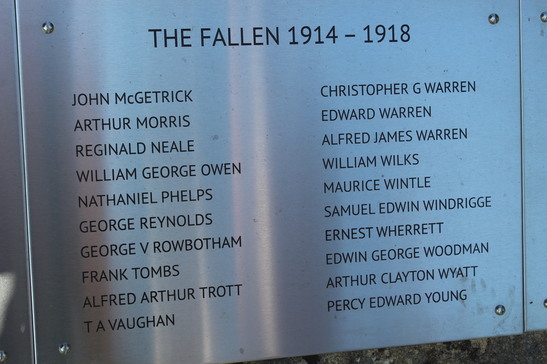 THE FALLEN 1914 – 1918
JOHN McGETRICK
ARTHUR MORRIS
REGINALD NEALE
WILLIAM GEORGE OWEN
NATHANIEL PHELPS
GEORGE REYNOLDS
GEORGE V ROWBOTHAM
FRANK TOMBS
ALFRED ARTHUR TROTT
T A VAUGHAN
CHRISTOPHER G WARREN
EDWARD WARREN
ALFRED JAMES WARREN
WILLIAM WILKS
MAURICE WINTLE
SAMUEL EDWIN WINDRIGGE
ERNEST WHERRETT
EDWIN GEORGE WOODMAN
ARTHUR CLAYTON WYATT
PERCY EDWARD YOUNG